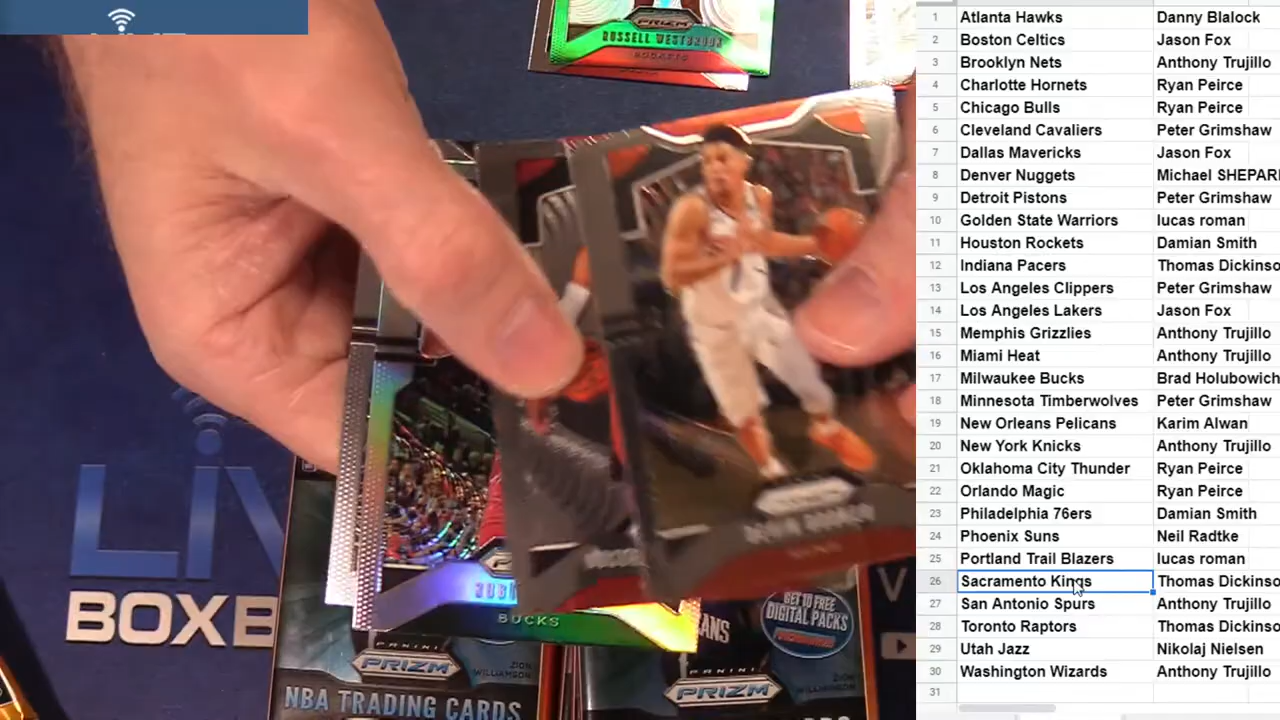 RUSSELL WESTBROOK
ROCKETS
PRIZM
BUCKS
LIV
BOXB
PANINI
PRIZM
ZION
WILLIAMSON
NBA TRADING CARDS
GET 10 FREE
DIGITAL PACKS
PANINI
PRIZM
ZION
WILLIAMSON
1 Atlanta Hawks Danny Blalock
2 Boston Celtics Jason Fox
3 Brooklyn Nets Anthony Trujillo
4 Charlotte Hornets Ryan Peirce
5 Chicago Bulls Ryan Peirce
6 Cleveland Cavaliers Peter Grimshaw
7 Dallas Mavericks Jason Fox
8 Denver Nuggets Michael SHEPAR
9 Detroit Pistons Peter Grimshaw
10 Golden State Warriors lucas roman
11 Houston Rockets Damian Smith
12 Indiana Pacers Thomas Dickinso
13 Los Angeles Clippers Peter Grimshaw
14 Los Angeles Lakers Jason Fox
15 Memphis Grizzlies Anthony Trujillo
16 Miami Heat Anthony Trujillo
17 Milwaukee Bucks Brad Holubowich
18 Minnesota Timberwolves Peter Grimshaw
19 New Orleans Pelicans Karim Alwan
20 New York Knicks Anthony Trujillo
21 Oklahoma City Thunder Ryan Peirce
22 Orlando Magic Ryan Peirce
23 Philadelphia 76ers Damian Smith
24 Phoenix Suns Neil Radtke
25 Portland Trail Blazers lucas roman
26 Sacramento Kings Thomas Dickinso
27 San Antonio Spurs Anthony Trujillo
28 Toronto Raptors Thomas Dickinso
29 Utah Jazz Nikolaj Nielsen
30 Washington Wizards Anthony Trujillo
31